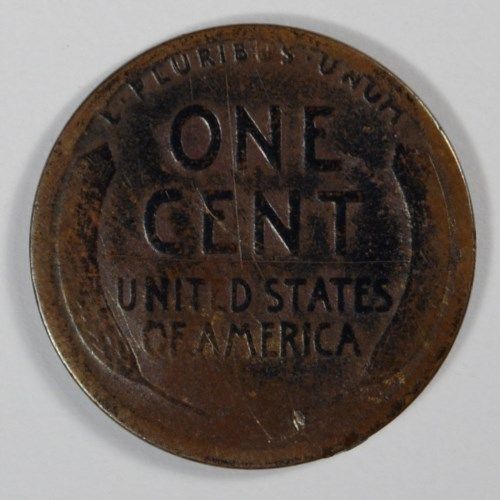 E·PLURIBUS·UNUM
ONE
CENT
UNITED STATES
OF AMERICA